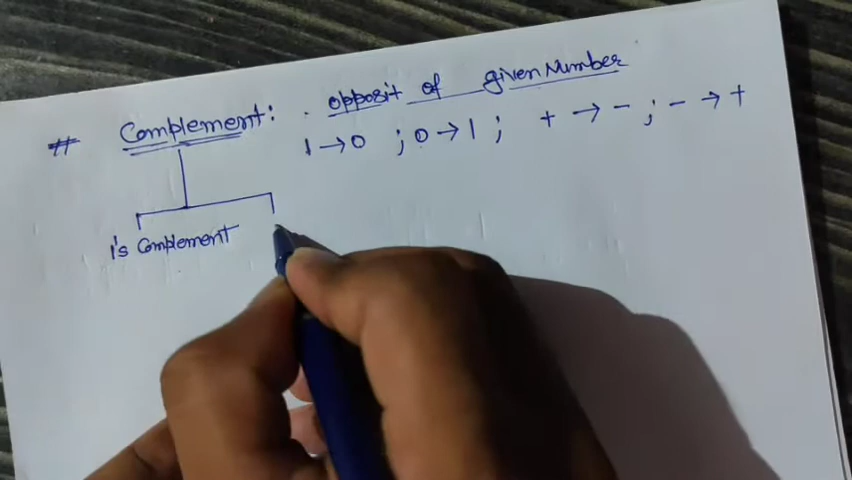 # Complement: opposit of given Number
1 → 0 ; 0 → 1 ; + → - ; - → +
1's Complement